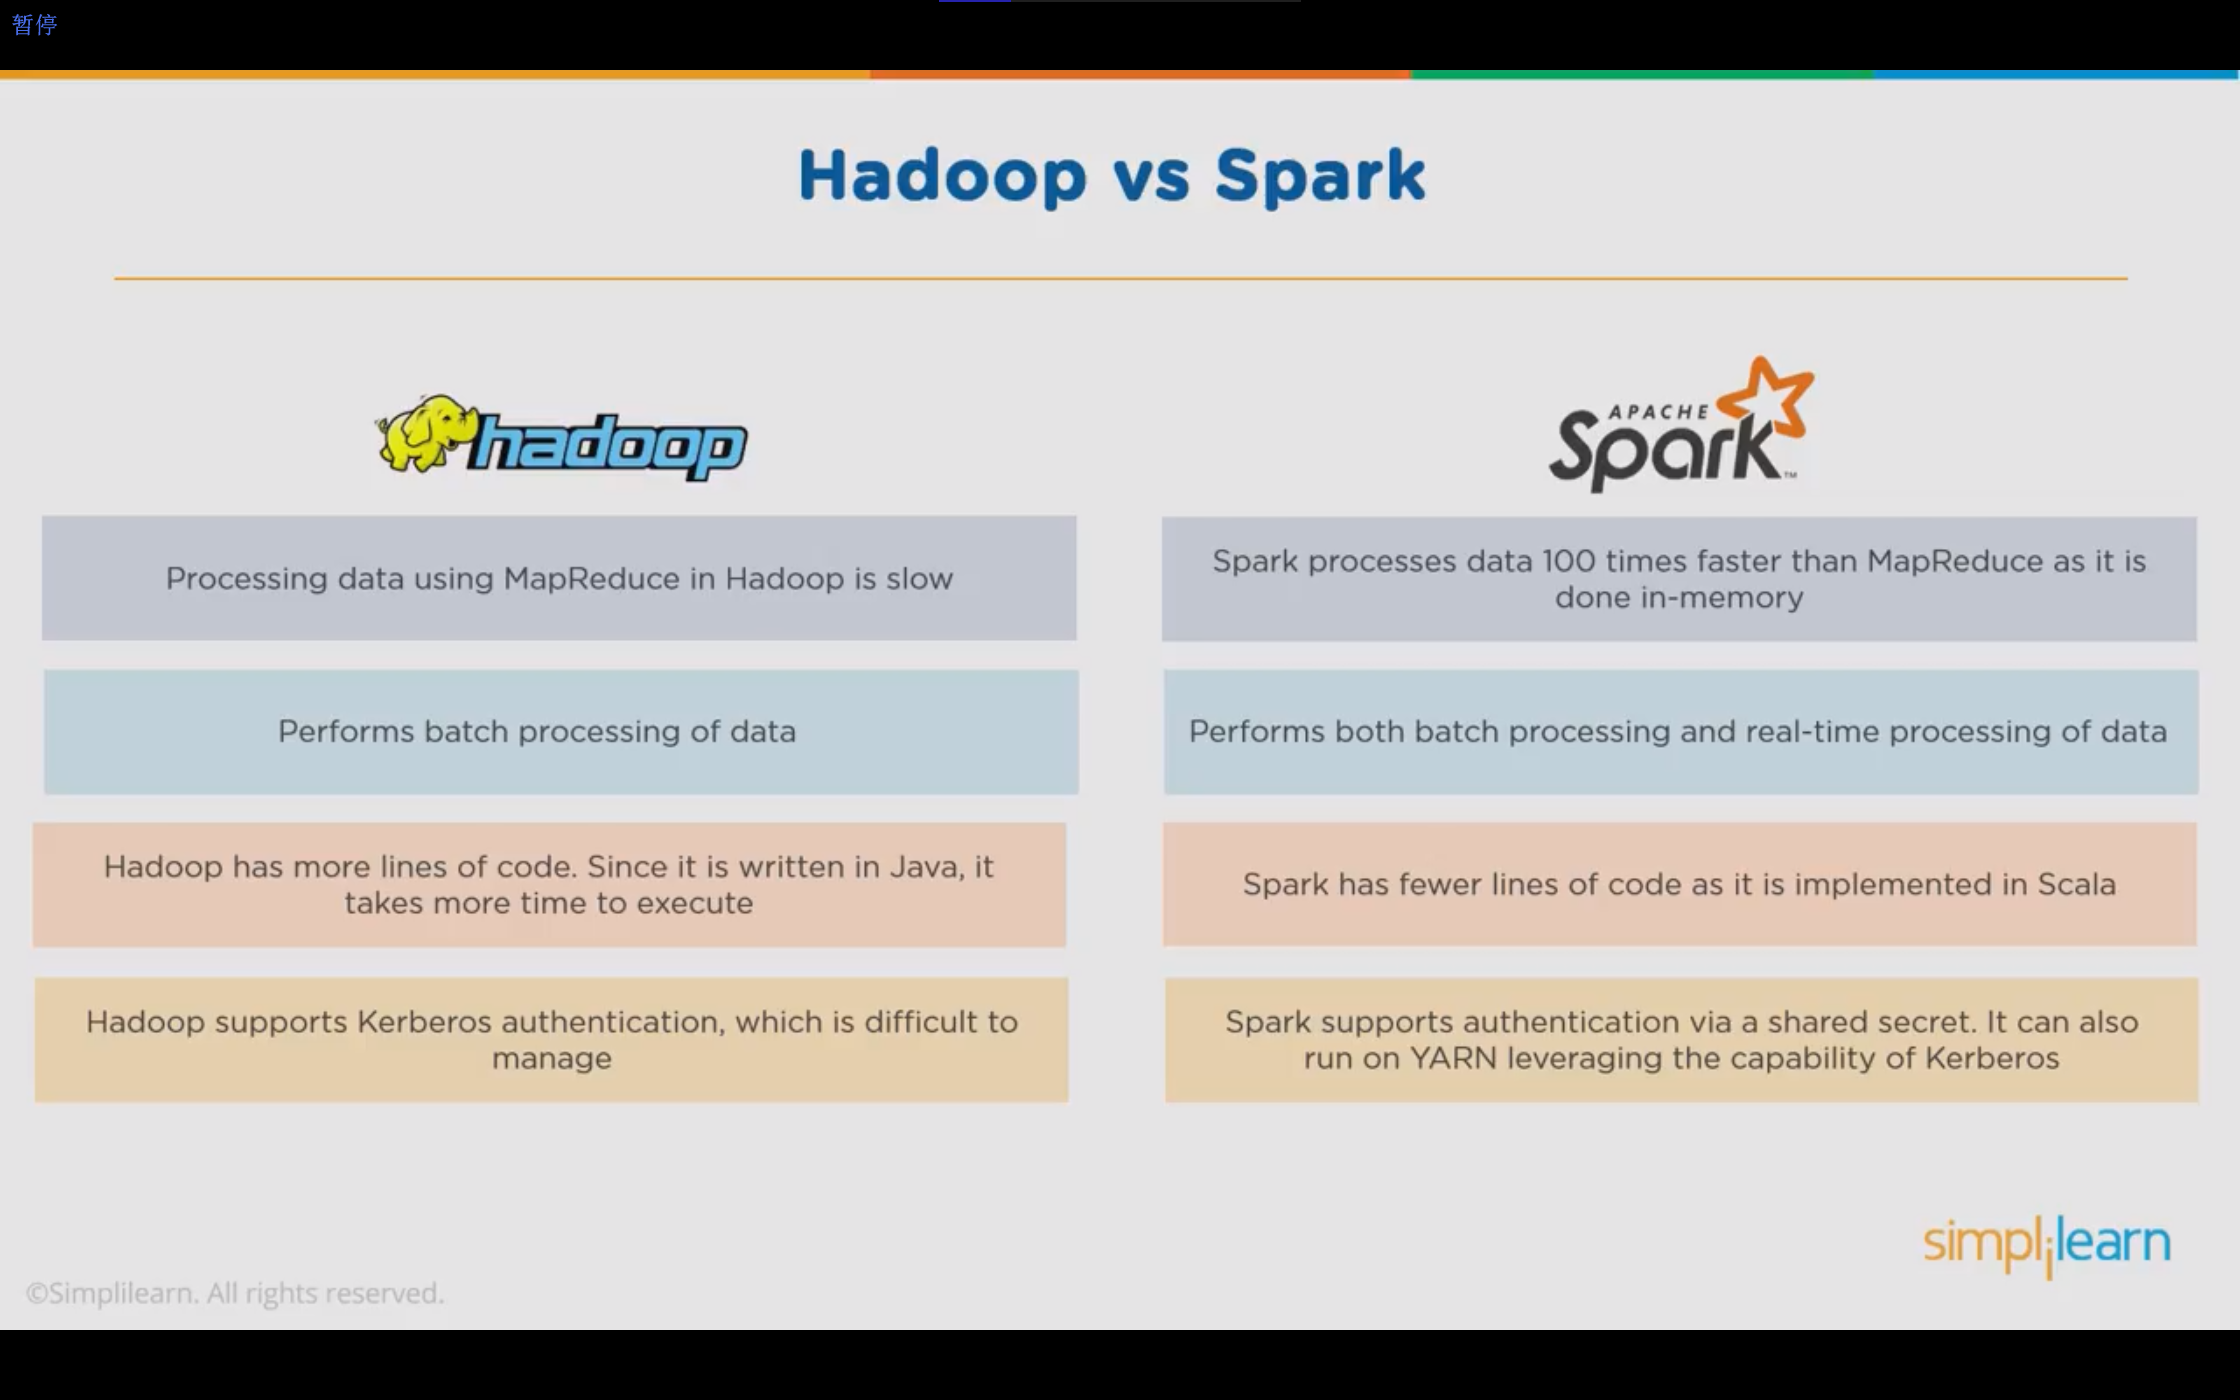 暂停
Hadoop vs Spark
hadoop
APACHE
Spark™
Processing data using MapReduce in Hadoop is slow
Spark processes data 100 times faster than MapReduce as it is
done in-memory
Performs batch processing of data
Performs both batch processing and real-time processing of data
Hadoop has more lines of code. Since it is written in Java, it
takes more time to execute
Spark has fewer lines of code as it is implemented in Scala
Hadoop supports Kerberos authentication, which is difficult to
manage
Spark supports authentication via a shared secret. It can also
run on YARN leveraging the capability of Kerberos
simplilearn
©Simplilearn. All rights reserved.